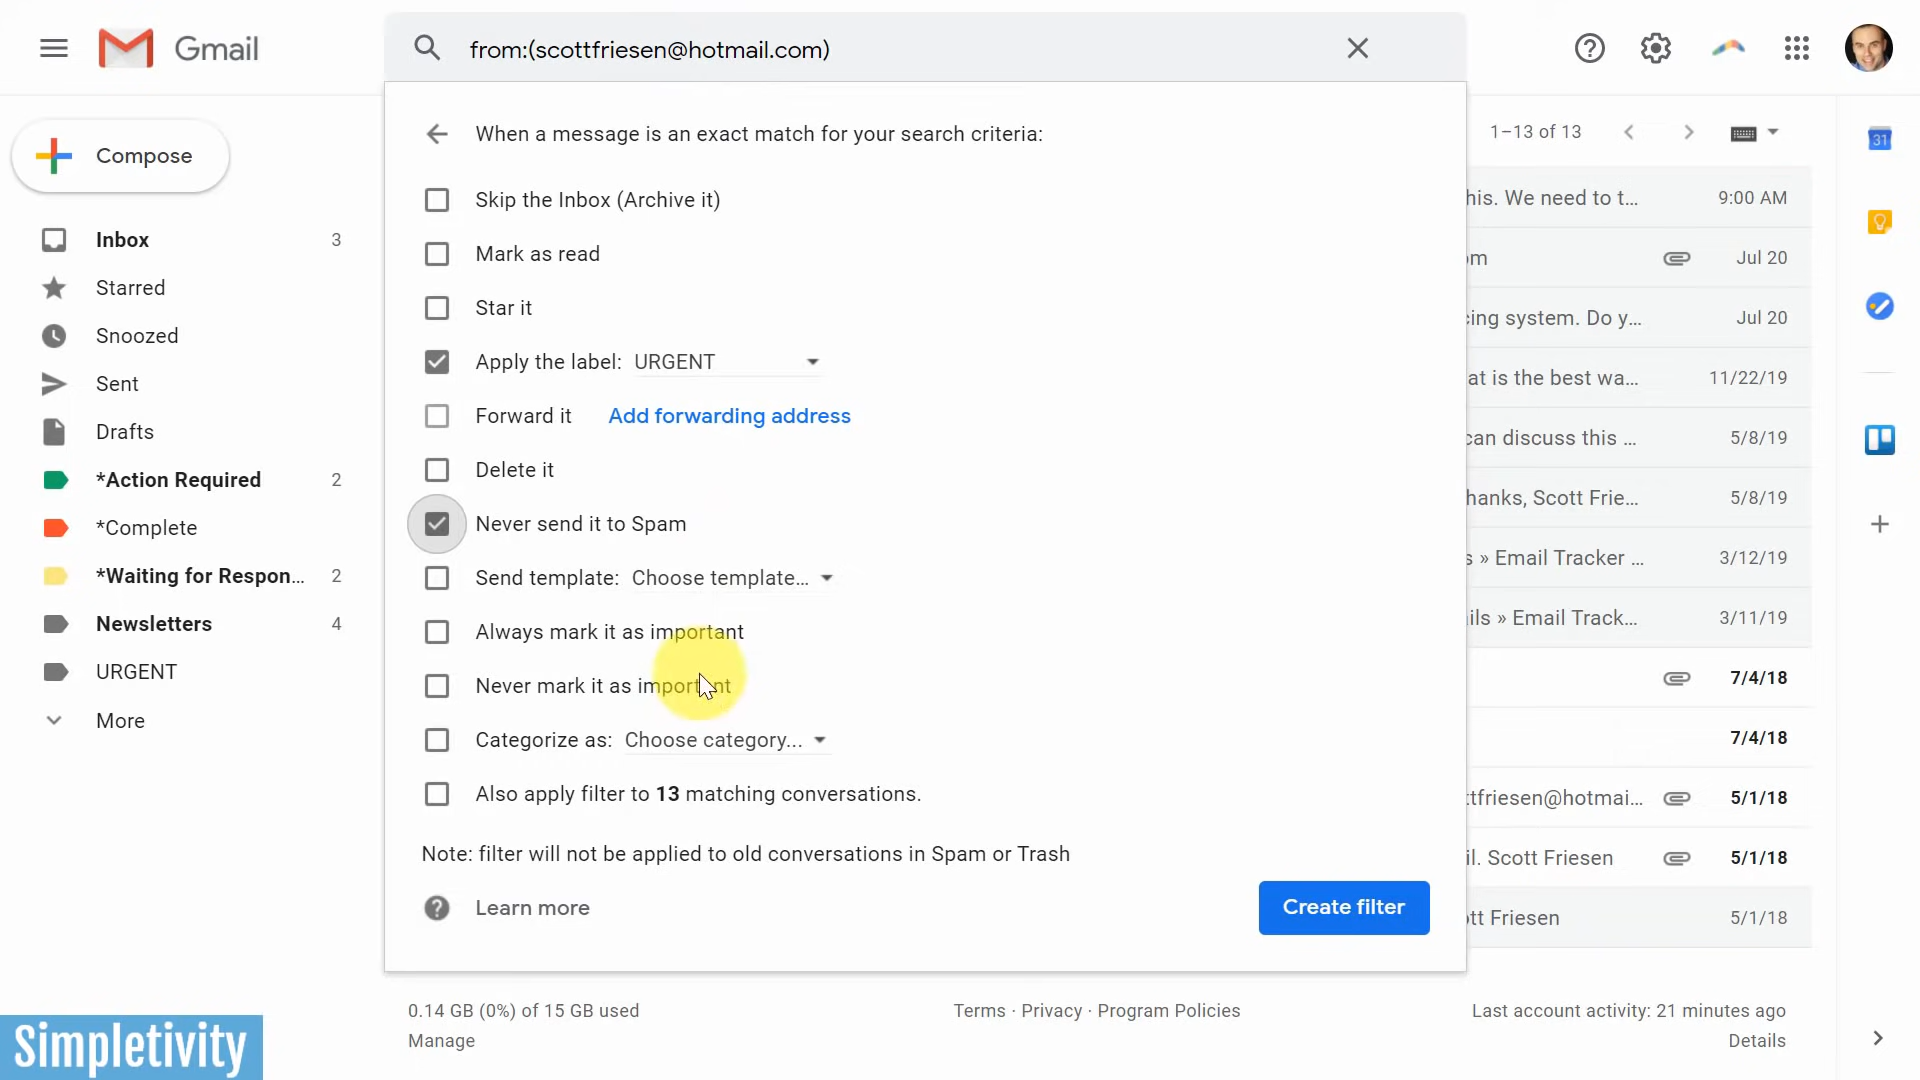 Gmail
from:(scottfriesen@hotmail.com)
Compose
Inbox 3
Starred
Snoozed
Sent
Drafts
*Action Required 2
*Complete
*Waiting for Respon... 2
Newsletters 4
URGENT
More
When a message is an exact match for your search criteria:
Skip the Inbox (Archive it)
Mark as read
Star it
Apply the label: URGENT
Forward it Add forwarding address
Delete it
Never send it to Spam
Send template: Choose template...
Always mark it as important
Never mark it as important
Categorize as: Choose category...
Also apply filter to 13 matching conversations.
Note: filter will not be applied to old conversations in Spam or Trash
Learn more
Create filter
1–13 of 13
his. We need to t... 9:00 AM
om Jul 20
cing system. Do y... Jul 20
at is the best wa... 11/22/19
can discuss this ... 5/8/19
hanks, Scott Frie... 5/8/19
s » Email Tracker ... 3/12/19
ils » Email Track... 3/11/19
7/4/18
7/4/18
ttfriesen@hotmai... 5/1/18
il. Scott Friesen 5/1/18
tt Friesen 5/1/18
31
0.14 GB (0%) of 15 GB used
Manage
Terms · Privacy · Program Policies
Last account activity: 21 minutes ago
Details
Simpletivity